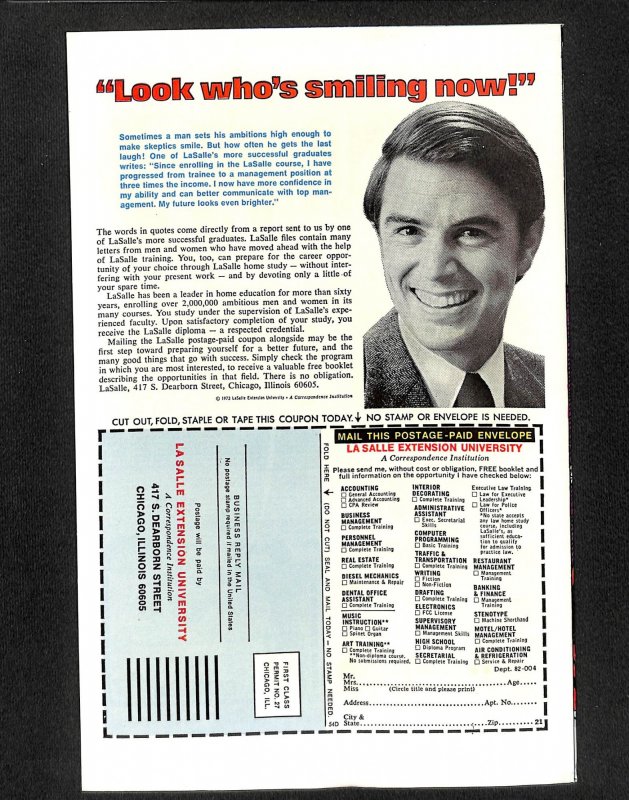 “Look who’s smiling now!”
Sometimes a man sets his ambitions high enough to
make skeptics smile. But how often he gets the last
laugh! One of LaSalle's more successful graduates
writes: "Since enrolling in the LaSalle course, I have
progressed from trainee to a management position at
three times the income. I now have more confidence in
my ability and can better communicate with top man-
agement. My future looks even brighter."
The words in quotes come directly from a report sent to us by one
of LaSalle's more successful graduates. LaSalle files contain many
letters from men and women who have moved ahead with the help
of LaSalle training. You, too, can prepare for the career oppor-
tunity of your choice through LaSalle home study — without inter-
fering with your present work — and by devoting only a little of
your spare time.
LaSalle has been a leader in home education for more than sixty
years, enrolling over 2,000,000 ambitious men and women in its
many courses. You study under the supervision of LaSalle's expe-
rienced faculty. Upon satisfactory completion of your study, you
receive the LaSalle diploma — a respected credential.
Mailing the LaSalle postage-paid coupon alongside may be the
first step toward preparing yourself for a better future, and the
many good things that go with success. Simply check the program
in which you are most interested, to receive a valuable free booklet
describing the opportunities in that field. There is no obligation.
LaSalle, 417 S. Dearborn Street, Chicago, Illinois 60605.
© 1972 LaSalle Extension University • A Correspondence Institution
CUT OUT, FOLD, STAPLE OR TAPE THIS COUPON TODAY. ↓ NO STAMP OR ENVELOPE IS NEEDED.
BUSINESS REPLY MAIL
No postage stamp required if mailed in the United States
Postage will be paid by
LA SALLE EXTENSION UNIVERSITY
A Correspondence Institution
417 S. DEARBORN STREET
CHICAGO, ILLINOIS 60605
FIRST CLASS
PERMIT NO. 27
CHICAGO, ILL.
FOLD HERE → (DO NOT CUT) SEAL AND MAIL TODAY — NO STAMP NEEDED.
54D
MAIL THIS POSTAGE-PAID ENVELOPE
LA SALLE EXTENSION UNIVERSITY
A Correspondence Institution
Please send me, without cost or obligation, FREE booklet and
full information on the opportunity I have checked below:
ACCOUNTING
☐ General Accounting
☐ Advanced Accounting
☐ CPA Review
BUSINESS
MANAGEMENT
☐ Complete Training
PERSONNEL
MANAGEMENT
☐ Complete Training
REAL ESTATE
☐ Complete Training
DIESEL MECHANICS
☐ Maintenance & Repair
DENTAL OFFICE
ASSISTANT
☐ Complete Training
MUSIC
INSTRUCTION**
☐ Piano ☐ Guitar
☐ Spinet Organ
ART TRAINING**
☐ Complete Training
**Non-diploma course.
No submissions required.
INTERIOR
DECORATING
☐ Complete Training
ADMINISTRATIVE
ASSISTANT
☐ Exec. Secretarial
Skills
COMPUTER
PROGRAMMING
☐ Basic Training
TRAFFIC &
TRANSPORTATION
☐ Complete Training
WRITING
☐ Fiction
☐ Non-Fiction
DRAFTING
☐ Complete Training
ELECTRONICS
☐ FCC License
SUPERVISORY
MANAGEMENT
☐ Management Skills
HIGH SCHOOL
☐ Diploma Program
SECRETARIAL
☐ Complete Training
Executive Law Training
☐ Law for Executive
Leadership*
☐ Law for Police
Officers*
*No state accepts
any law home study
course, including
LaSalle's, as
sufficient educa-
tion to qualify
for admission to
practice law.
RESTAURANT
MANAGEMENT
☐ Management
Training
BANKING
& FINANCE
☐ Management
Training
STENOTYPE
☐ Machine Shorthand
MOTEL/HOTEL
MANAGEMENT
☐ Complete Training
AIR CONDITIONING
& REFRIGERATION
☐ Service & Repair
Dept. 82-004
Mr.
Mrs. Age
Miss (Circle title and please print)
Address Apt. No.
City &
State Zip 21